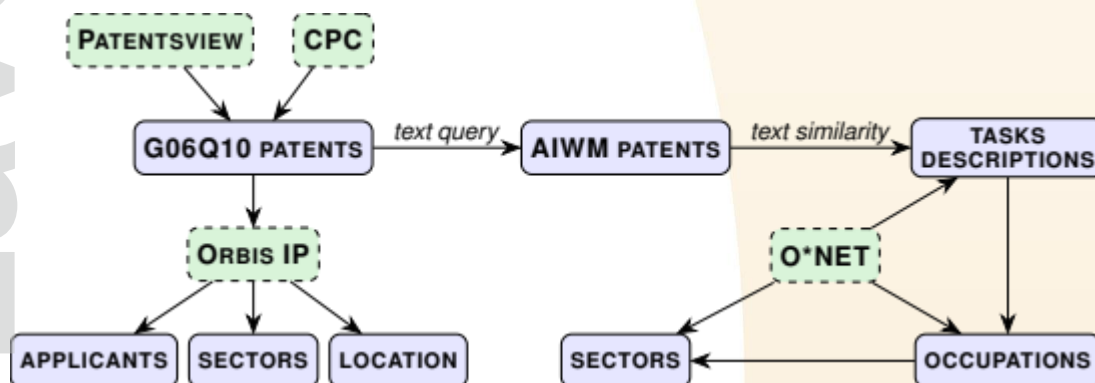 PATENTSVIEW CPC
G06Q10 PATENTS text query AIWM PATENTS text similarity TASKS
DESCRIPTIONS
ORBIS IP O*NET
APPLICANTS SECTORS LOCATION SECTORS OCCUPATIONS